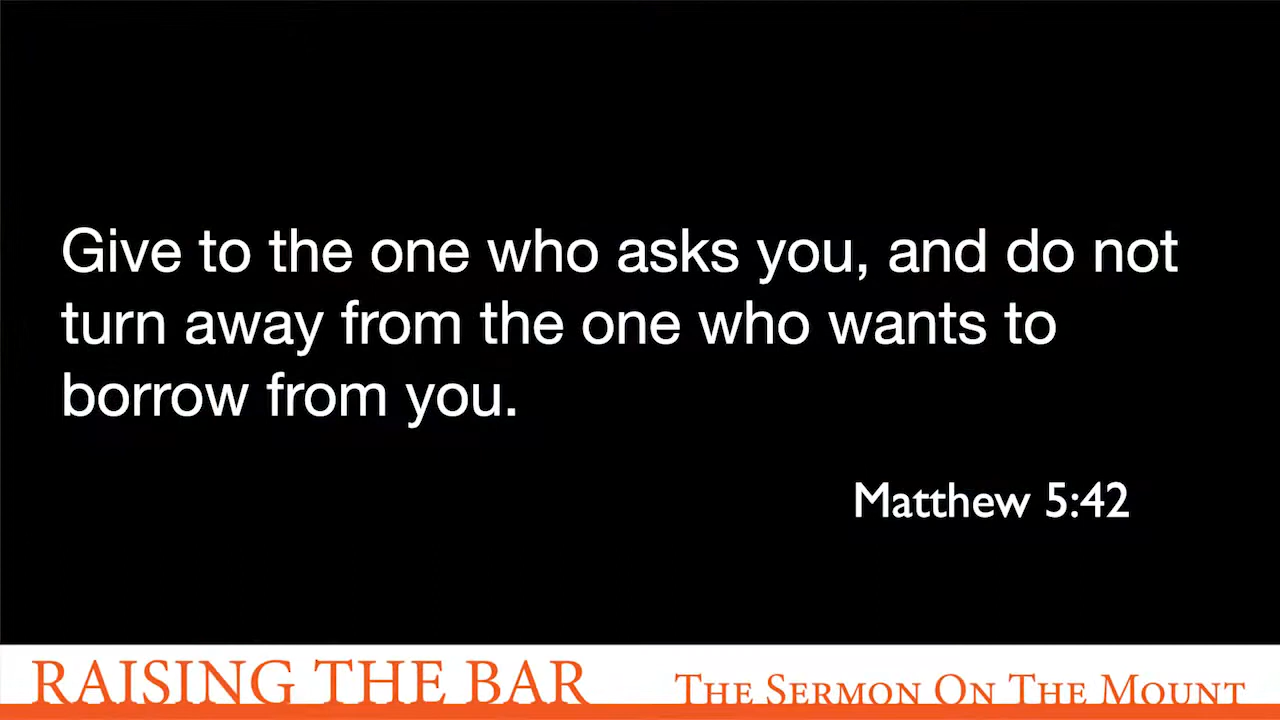 Give to the one who asks you, and do not
turn away from the one who wants to
borrow from you.
Matthew 5:42
RAISING THE BAR
THE SERMON ON THE MOUNT